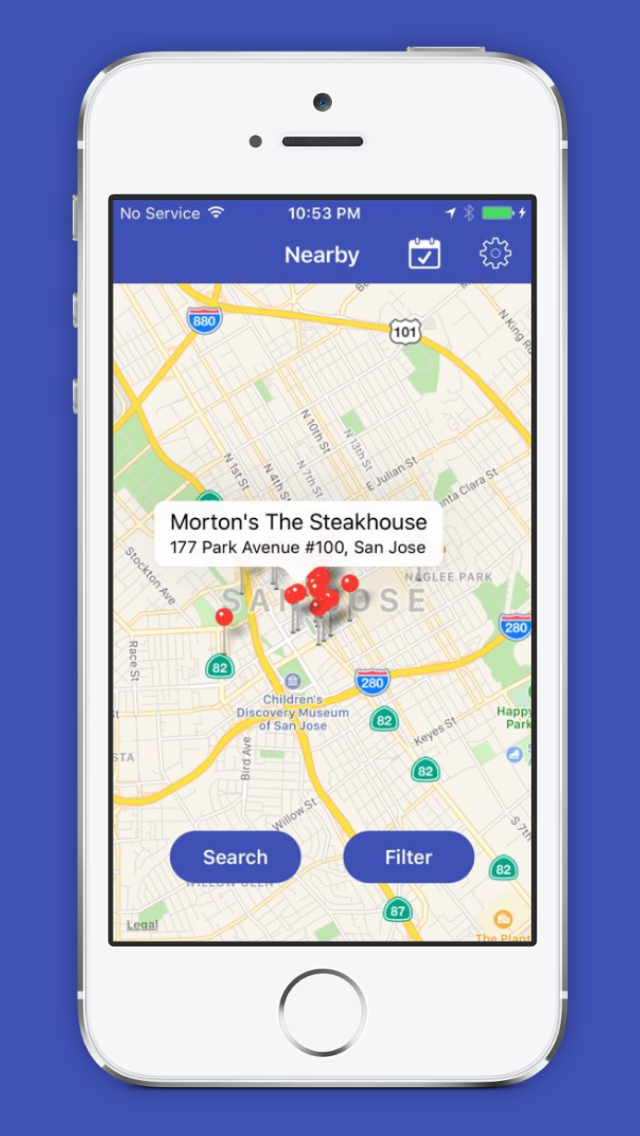 No Service
10:53 PM
Nearby
880
101
N King Rd
N 10th St
N 13th St
N 1st St
N 4th St
N 7th St
E Julian St
anta Clara St
Morton's The Steakhouse
177 Park Avenue #100, San Jose
Stockton Ave
NAGLEE PARK
SAN JOSE
280
Race St
82
280
Children's
Discovery Museum
of San Jose
82
Happy
Park
Keyes St
STA
Bird Ave
82
Willow St
S 7th
Search
Filter
82
87
Legal
The Plant